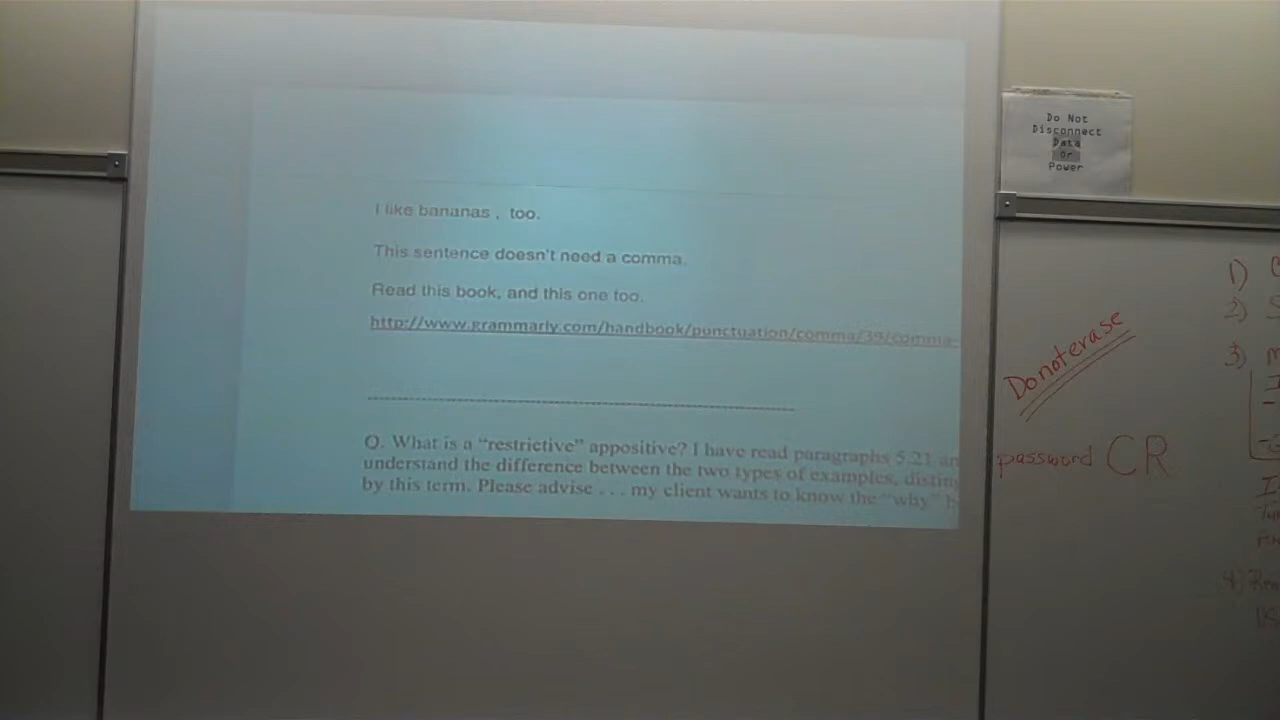 I like bananas , too.
This sentence doesn't need a comma.
Read this book, and this one too.
http://www.grammarly.com/handbook/punctuation/comma/39/comma-
Q. What is a “restrictive” appositive? I have read paragraphs 5.21 an
understand the difference between the two types of examples, distin
by this term. Please advise . . . my client wants to know the “why” b
Do Not
Disconnect
Data
Or
Power
Do not erase
password CR
1)
2) S
3) m
I